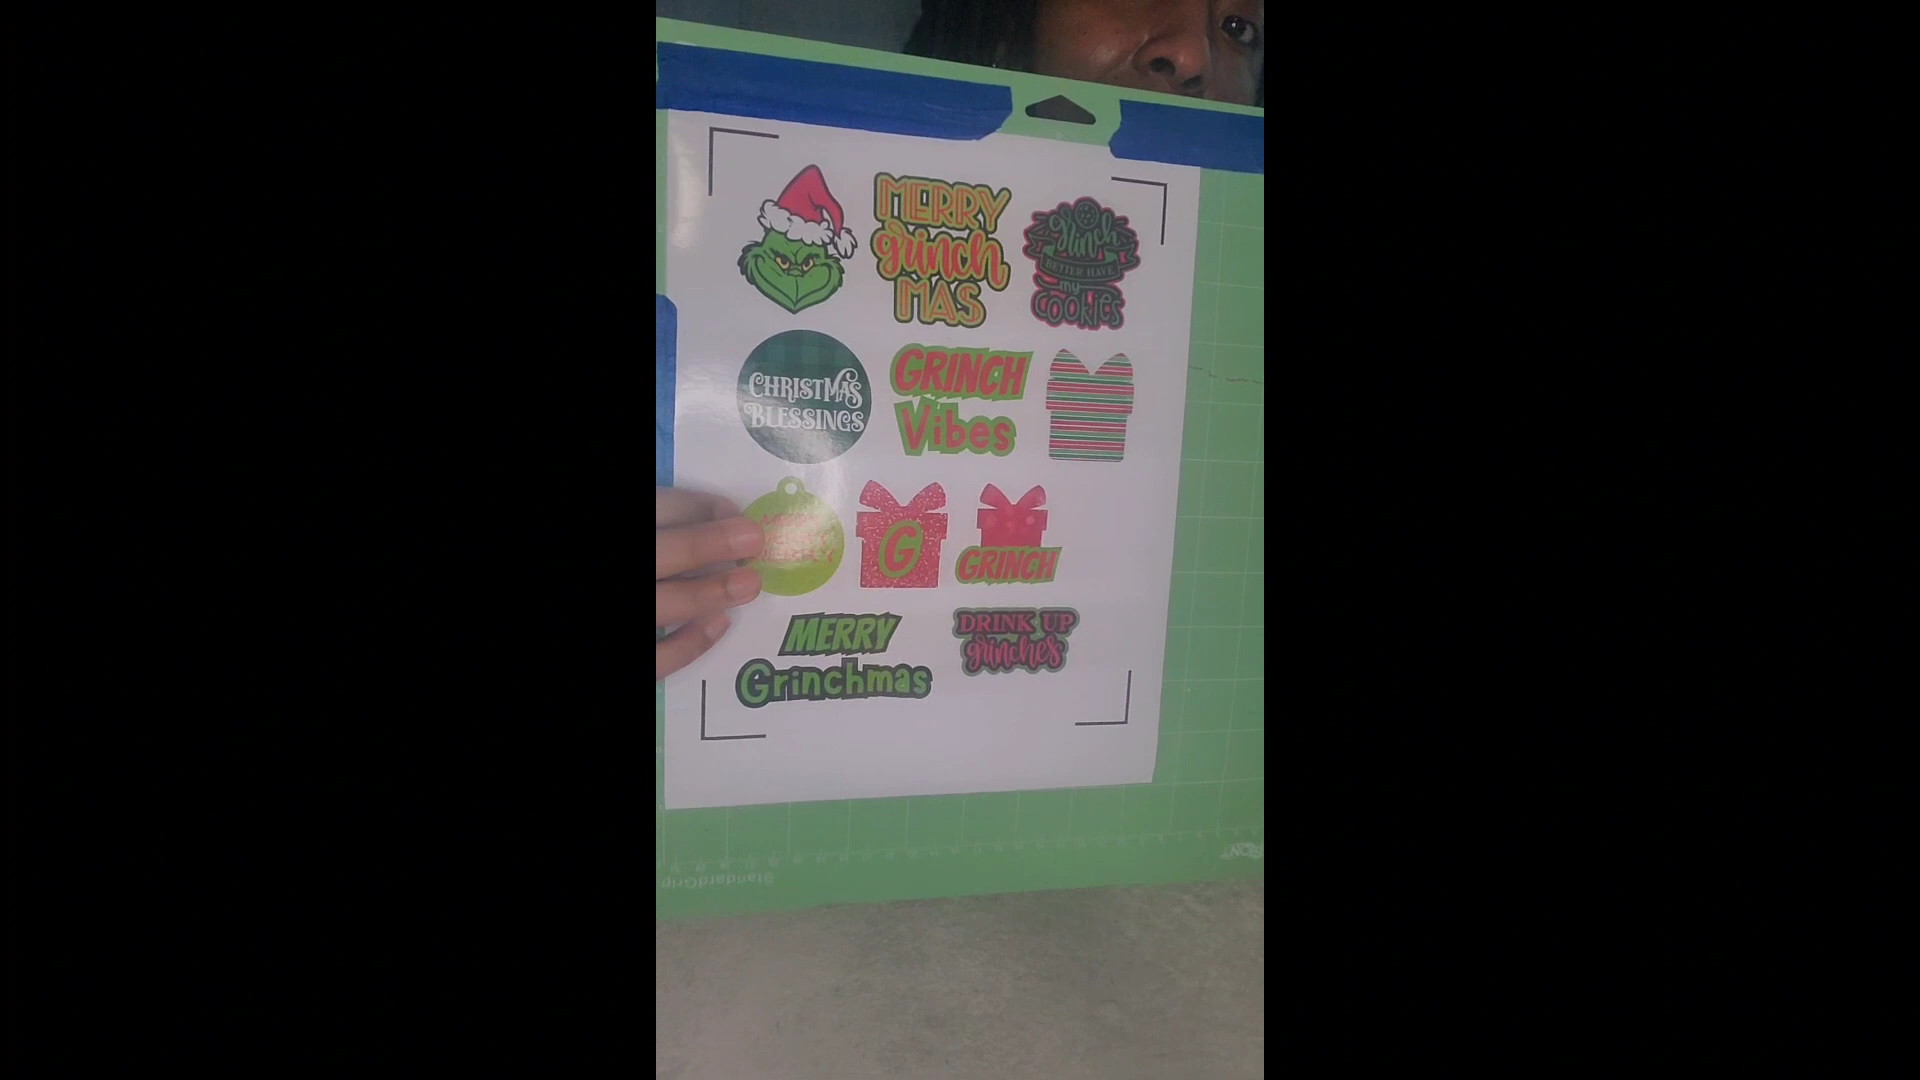 MERRY
grinch
MAS
grinch
BETTER HAVE
my
COOKIES
CHRISTMAS
BLESSINGS
GRINCH
Vibes
G
GRINCH
MERRY
Grinchmas
DRINK UP
grinches
StandardGrip